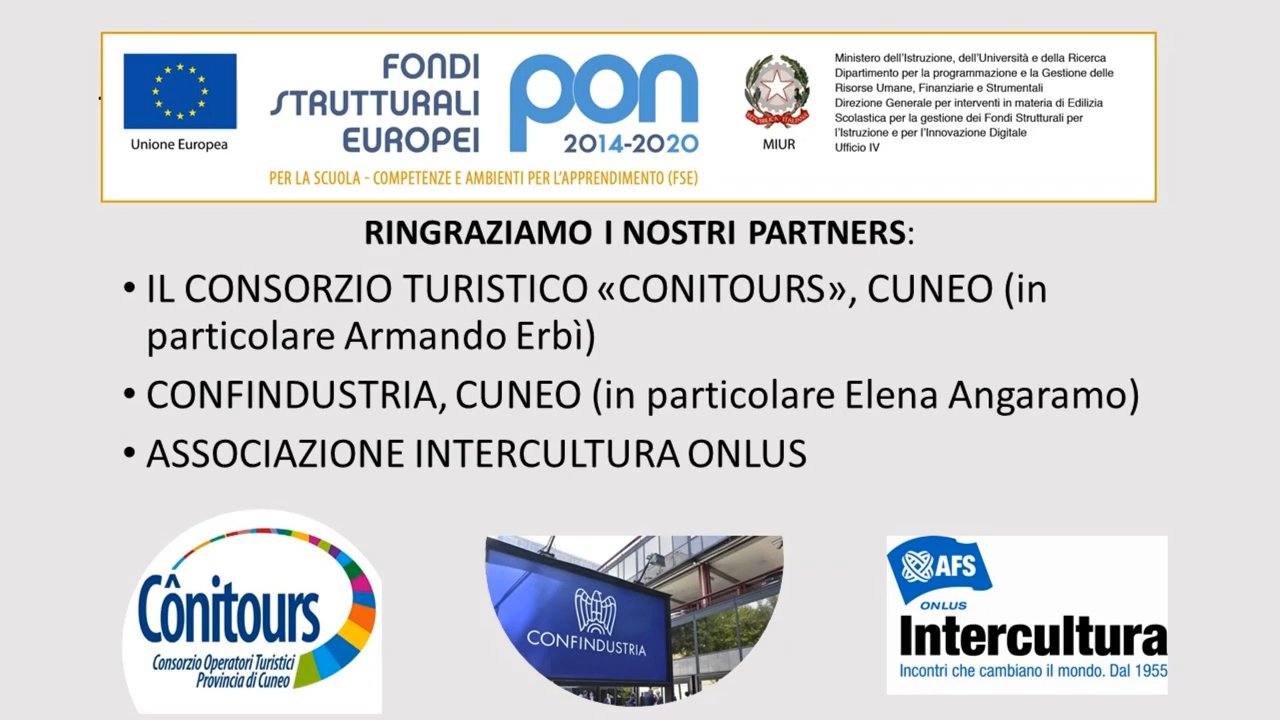 Unione Europea
FONDI
STRUTTURALI
EUROPEI
pon
2014-2020
PER LA SCUOLA - COMPETENZE E AMBIENTI PER L'APPRENDIMENTO (FSE)
REPUBBLICA ITALIANA
MIUR
Ministero dell'Istruzione, dell'Università e della Ricerca
Dipartimento per la programmazione e la Gestione delle
Risorse Umane, Finanziarie e Strumentali
Direzione Generale per interventi in materia di Edilizia
Scolastica per la gestione dei Fondi Strutturali per
l'Istruzione e per l'Innovazione Digitale
Ufficio IV
RINGRAZIAMO I NOSTRI PARTNERS:
• IL CONSORZIO TURISTICO «CONITOURS», CUNEO (in
particolare Armando Erbì)
• CONFINDUSTRIA, CUNEO (in particolare Elena Angaramo)
• ASSOCIAZIONE INTERCULTURA ONLUS
Cônitours
Consorzio Operatori Turistici
Provincia di Cuneo
CONFINDUSTRIA
AFS
ONLUS
Intercultura
Incontri che cambiano il mondo. Dal 1955